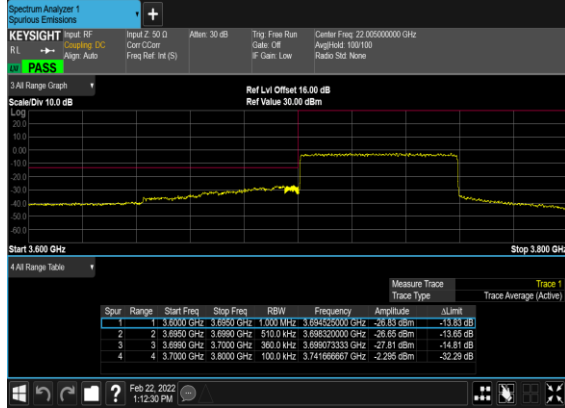 Spectrum Analyzer 1
Spurious Emissions
+
KEYSIGHT Input: RF Input Z: 50 Ω Atten: 30 dB Trig: Free Run Center Freq: 22.005000000 GHz
RL Coupling: DC Corr CCorr Gate: Off Avg|Hold: 100/100
Align: Auto Freq Ref: Int (S) IF Gain: Low Radio Std: None
PASS
3 All Range Graph
Ref Lvl Offset 16.00 dB
Scale/Div 10.0 dB Ref Value 30.00 dBm
Log
20.0
10.0
0.00
-10.0
-20.0
-30.0
-40.0
-50.0
-60.0
Start 3.600 GHz Stop 3.800 GHz
4 All Range Table
Measure Trace Trace 1
Trace Type Trace Average (Active)
Spur Range Start Freq Stop Freq RBW Frequency Amplitude ΔLimit
1 1 3.6000 GHz 3.6950 GHz 1.000 MHz 3.694525000 GHz -26.83 dBm -13.83 dB
2 2 3.6950 GHz 3.6990 GHz 510.0 kHz 3.698320000 GHz -26.65 dBm -13.65 dB
3 3 3.6990 GHz 3.7000 GHz 360.0 kHz 3.699073333 GHz -27.81 dBm -14.81 dB
4 4 3.7000 GHz 3.8000 GHz 100.0 kHz 3.741666667 GHz -2.295 dBm -32.29 dB
? Feb 22, 2022
1:12:30 PM